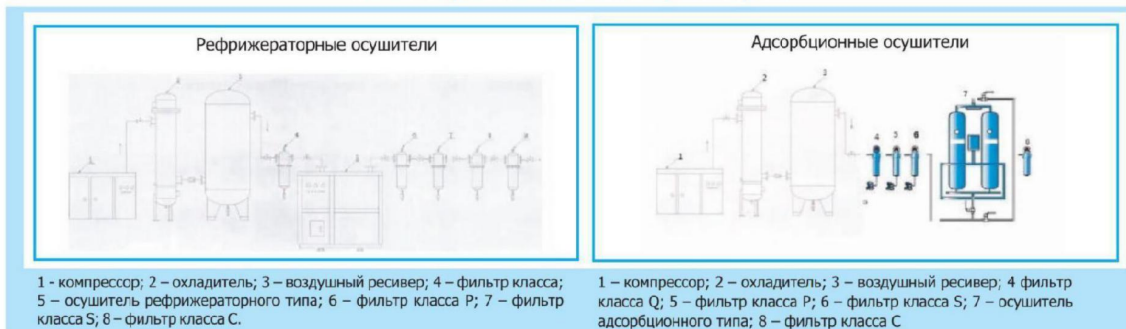 Рефрижераторные осушители
1 - компрессор; 2 – охладитель; 3 – воздушный ресивер; 4 – фильтр класса;
5 – осушитель рефрижераторного типа; 6 – фильтр класса P; 7 – фильтр
класса S; 8 – фильтр класса C.
Адсорбционные осушители
1 – компрессор; 2 – охладитель; 3 – воздушный ресивер; 4 фильтр
класса Q; 5 – фильтр класса P; 6 – фильтр класса S; 7 – осушитель
адсорбционного типа; 8 – фильтр класса C